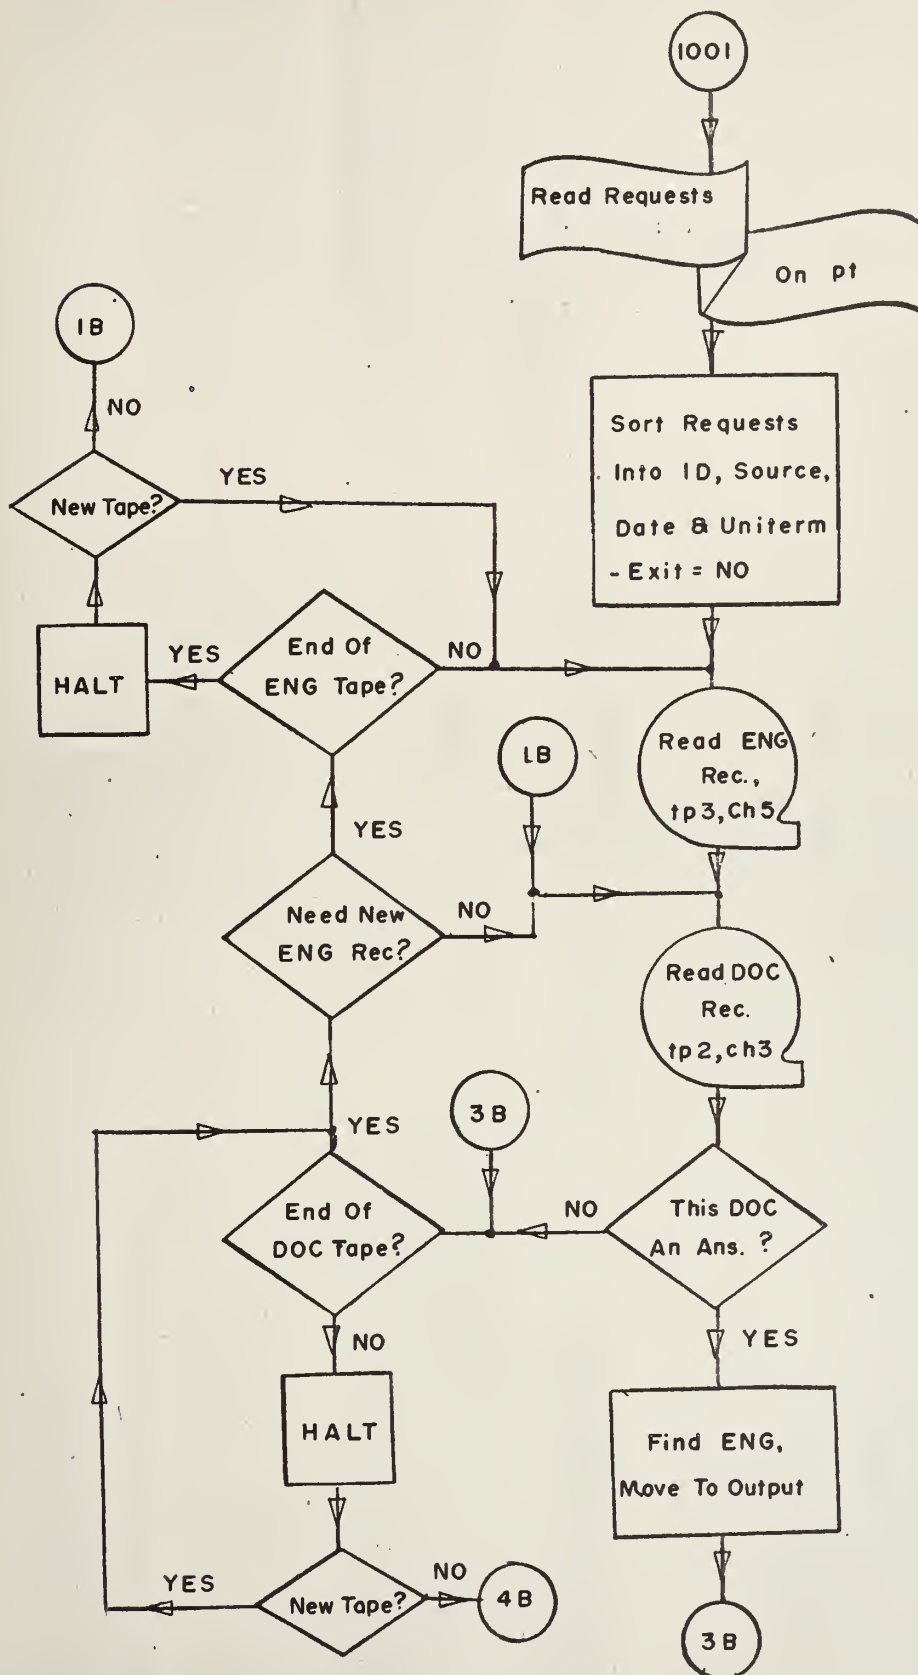 1001
Read Requests
On pt
Sort Requests
Into ID, Source,
Date & Uniterm
- Exit = NO
1B
NO
New Tape?
YES
HALT
YES
End Of
ENG Tape?
NO
Read ENG
Rec.,
tp3, Ch5
1B
YES
Need New
ENG Rec?
NO
Read DOC
Rec.
tp2, ch3
3B
YES
End Of
DOC Tape?
NO
This DOC
An Ans. ?
NO
YES
HALT
Find ENG,
Move To Output
YES
New Tape?
NO
4B
3B